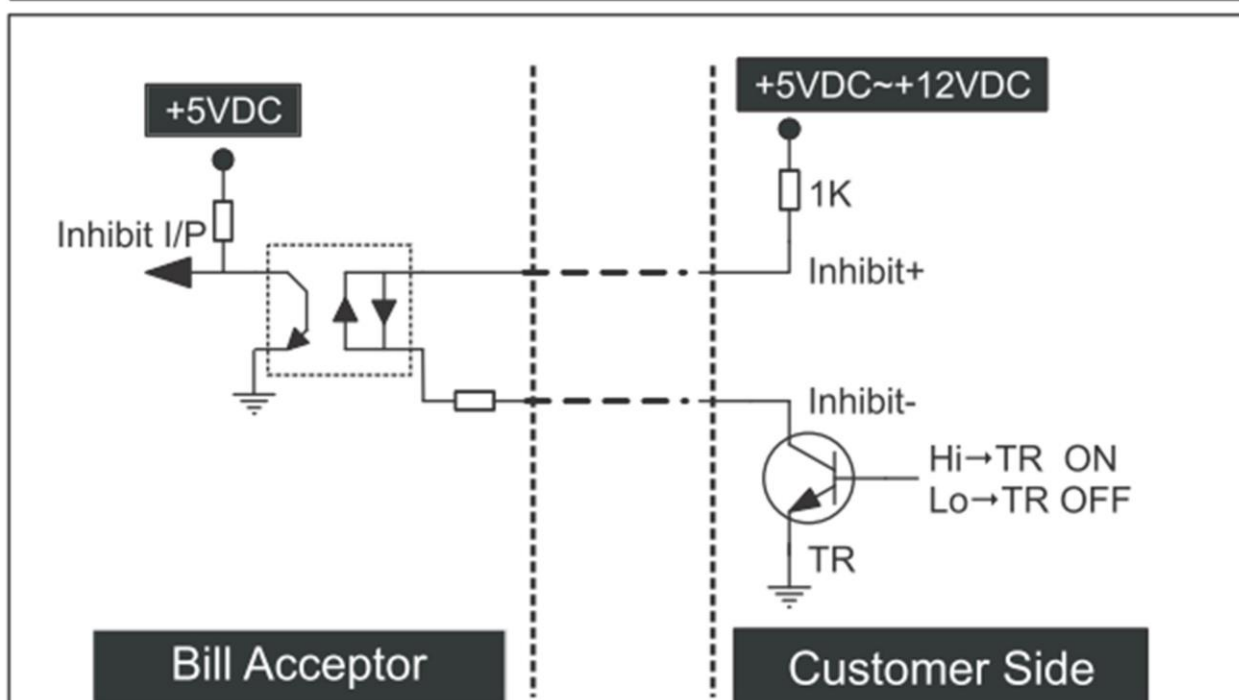 +5VDC
+5VDC~+12VDC
1K
Inhibit I/P
Inhibit+
Inhibit-
Hi→TR ON
Lo→TR OFF
TR
Bill Acceptor
Customer Side